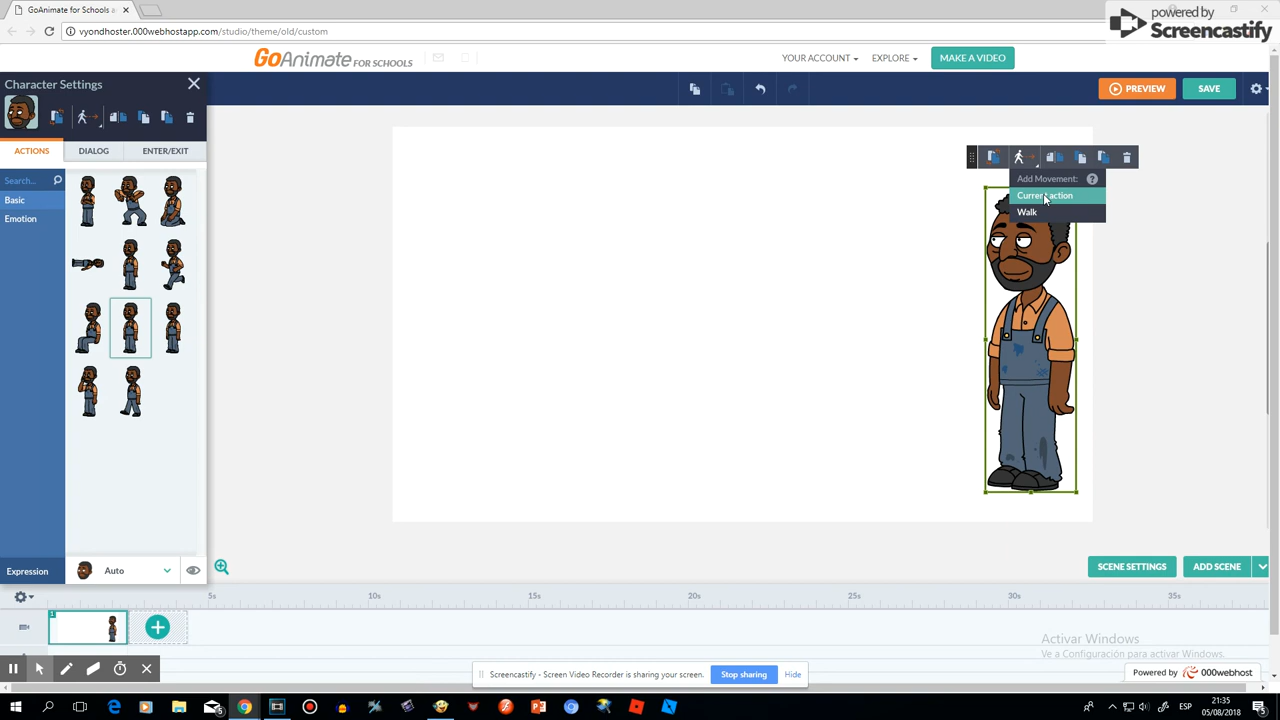 GoAnimate for Schools a
vyondhoster.000webhostapp.com/studio/theme/old/custom
powered by
Screencastify
GoANIMATE FOR SCHOOLS
YOUR ACCOUNT
EXPLORE
MAKE A VIDEO
Character Settings
PREVIEW
SAVE
ACTIONS
DIALOG
ENTER/EXIT
Search...
Basic
Emotion
Add Movement: ?
Current action
Walk
Expression
Auto
SCENE SETTINGS
ADD SCENE
5s
10s
15s
20s
25s
30s
35s
1
Activar Windows
Ve a Configuración para activar Windows.
Screencastify - Screen Video Recorder is sharing your screen.
Stop sharing
Hide
Powered by
000webhost
ESP
21:35
05/08/2018